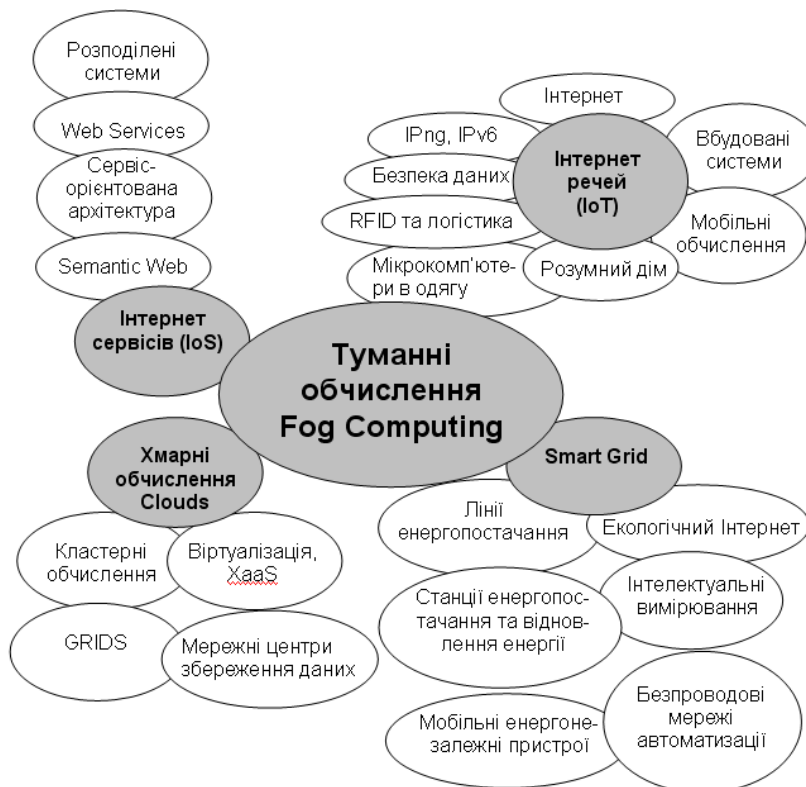 Розподілені
системи
Web Services
Сервіс-
орієнтована
архітектура
Semantic Web
Інтернет
сервісів (IoS)
Інтернет
IPng, IPv6
Безпека даних
RFID та логістика
Мікрокомп'юте-
ри в одягу
Інтернет
речей
(IoT)
Вбудовані
системи
Мобільні
обчислення
Розумний дім
Туманні
обчислення
Fog Computing
Хмарні
обчислення
Clouds
Кластерні
обчислення
Віртуалізація,
XaaS
GRIDS
Мережні центри
збереження даних
Smart Grid
Лінії
енергопостачання
Екологічний Інтернет
Станції енергопос-
тачання та віднов-
лення енергії
Інтелектуальні
вимірювання
Мобільні енергоне-
залежні пристрої
Безпроводові
мережі
автоматизації